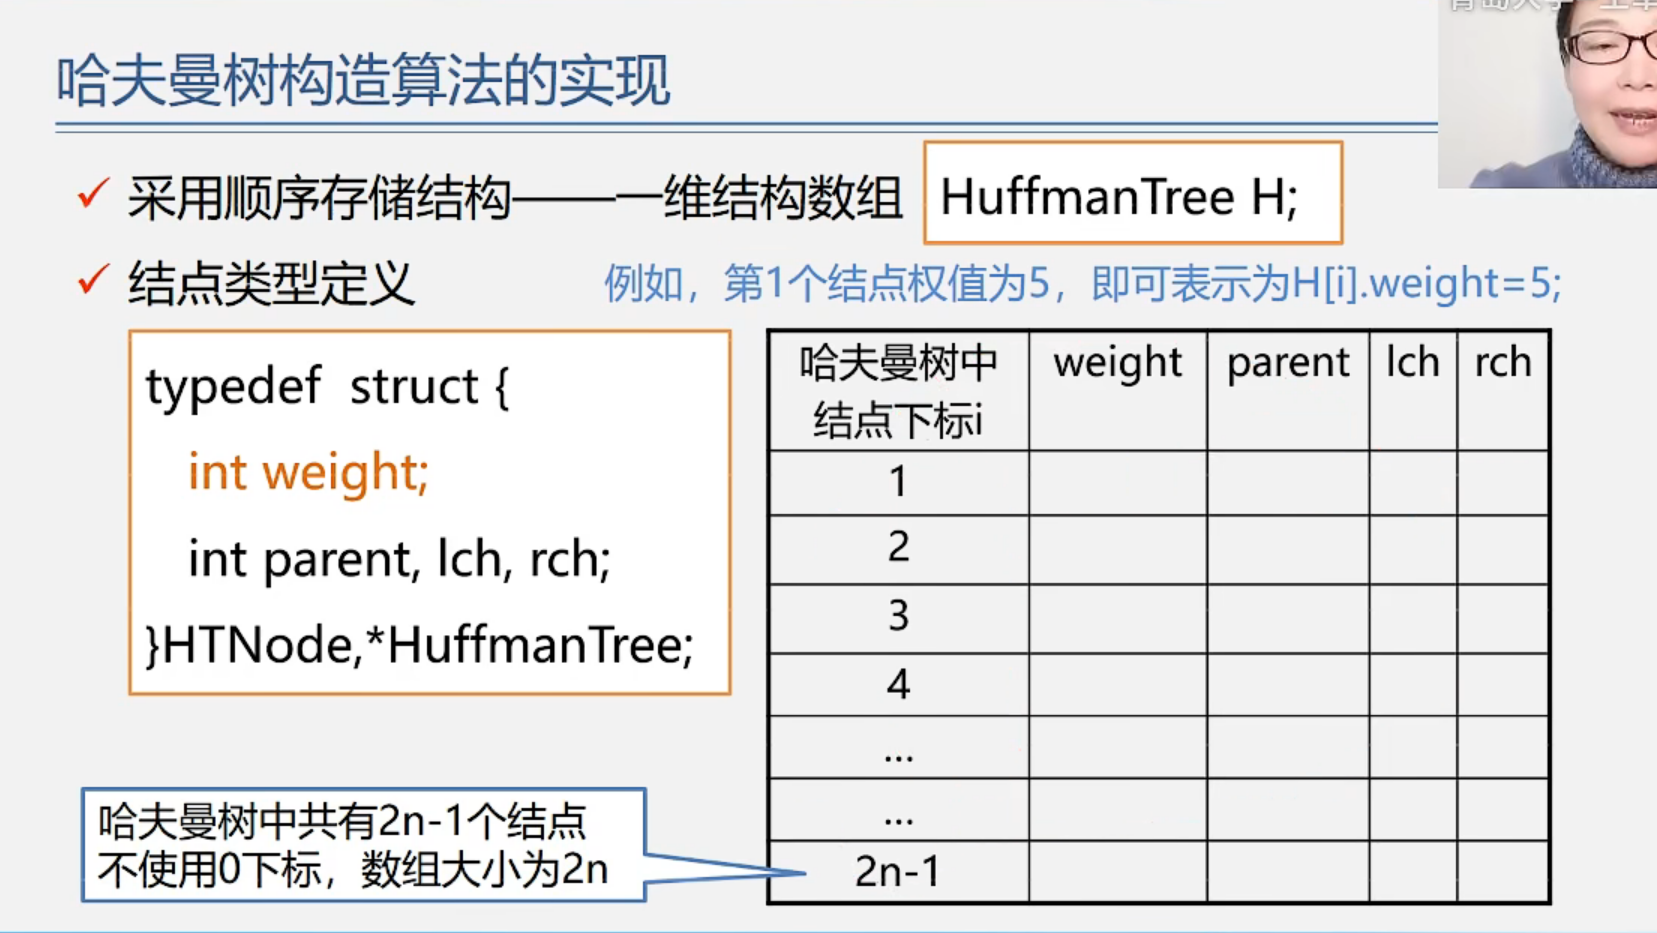 哈夫曼树构造算法的实现
✓ 采用顺序存储结构——一维结构数组 HuffmanTree H;
✓ 结点类型定义
例如，第1个结点权值为5，即可表示为H[i].weight=5;
typedef struct {
int weight;
int parent, lch, rch;
}HTNode,*HuffmanTree;
哈夫曼树中结点下标i weight parent lch rch
1
2
3
4
...
...
2n-1
哈夫曼树中共有2n-1个结点
不使用0下标，数组大小为2n